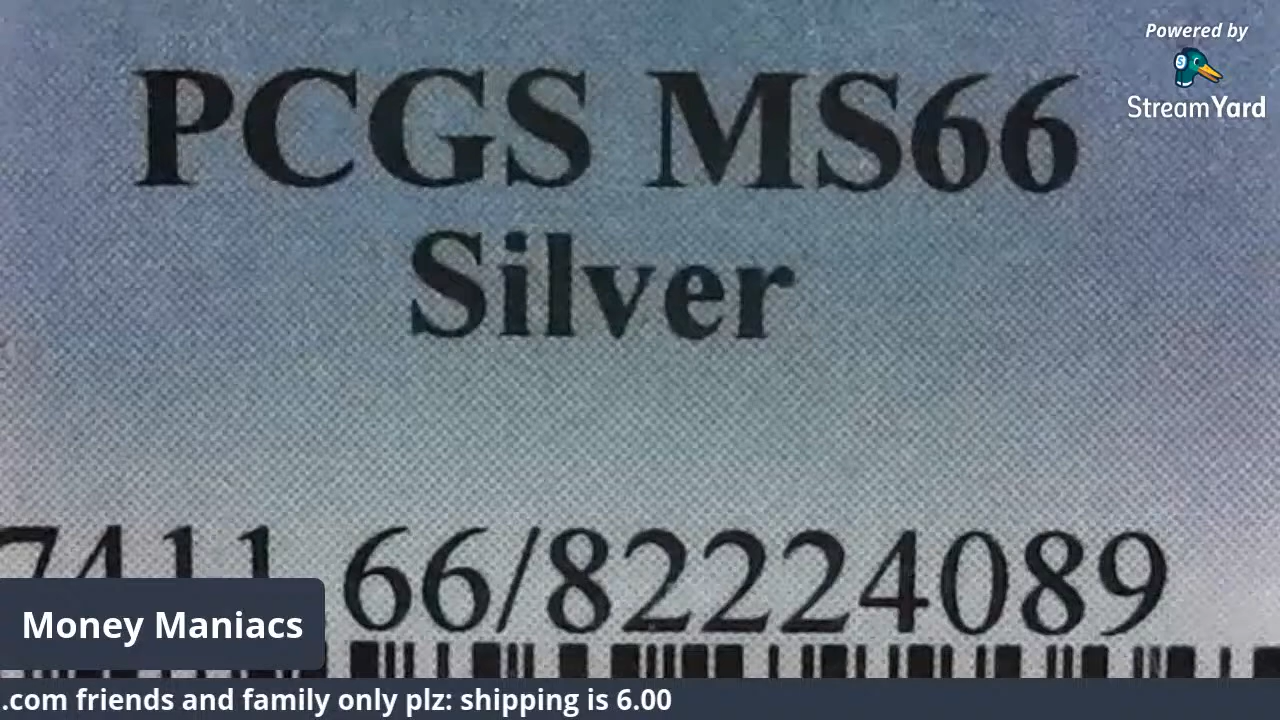 Powered by
StreamYard
PCGS MS66
Silver
7411 66/82224089
Money Maniacs
.com friends and family only plz: shipping is 6.00